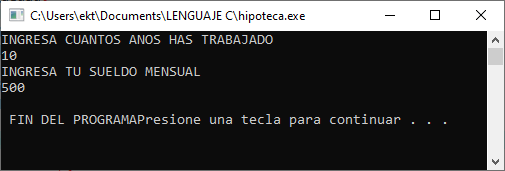 C:\Users\ekt\Documents\LENGUAJE C\hipoteca.exe
INGRESA CUANTOS ANOS HAS TRABAJADO
10
INGRESA TU SUELDO MENSUAL
500
FIN DEL PROGRAMAPresione una tecla para continuar . . .